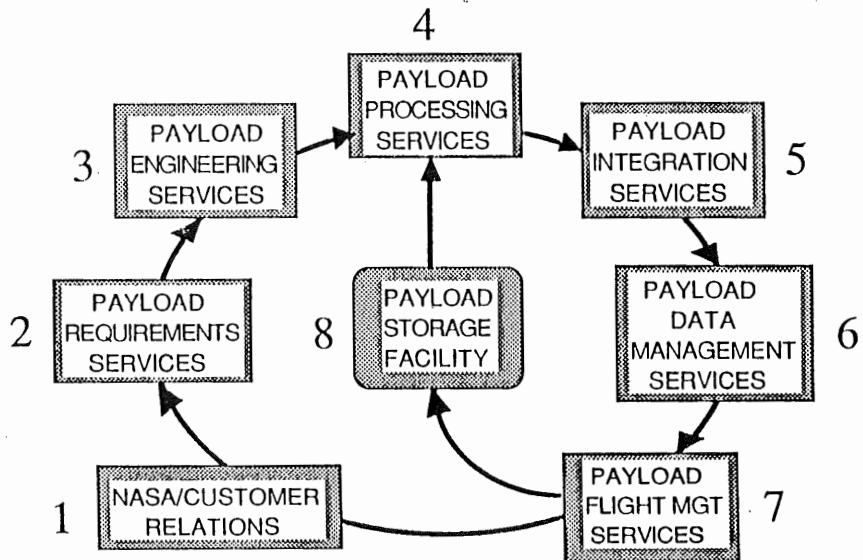 4
PAYLOAD
PROCESSING
SERVICES
3
PAYLOAD
ENGINEERING
SERVICES
PAYLOAD
INTEGRATION
SERVICES
5
2
PAYLOAD
REQUIREMENTS
SERVICES
8
PAYLOAD
STORAGE
FACILITY
PAYLOAD
DATA
MANAGEMENT
SERVICES
6
1
NASA/CUSTOMER
RELATIONS
PAYLOAD
FLIGHT MGT
SERVICES
7